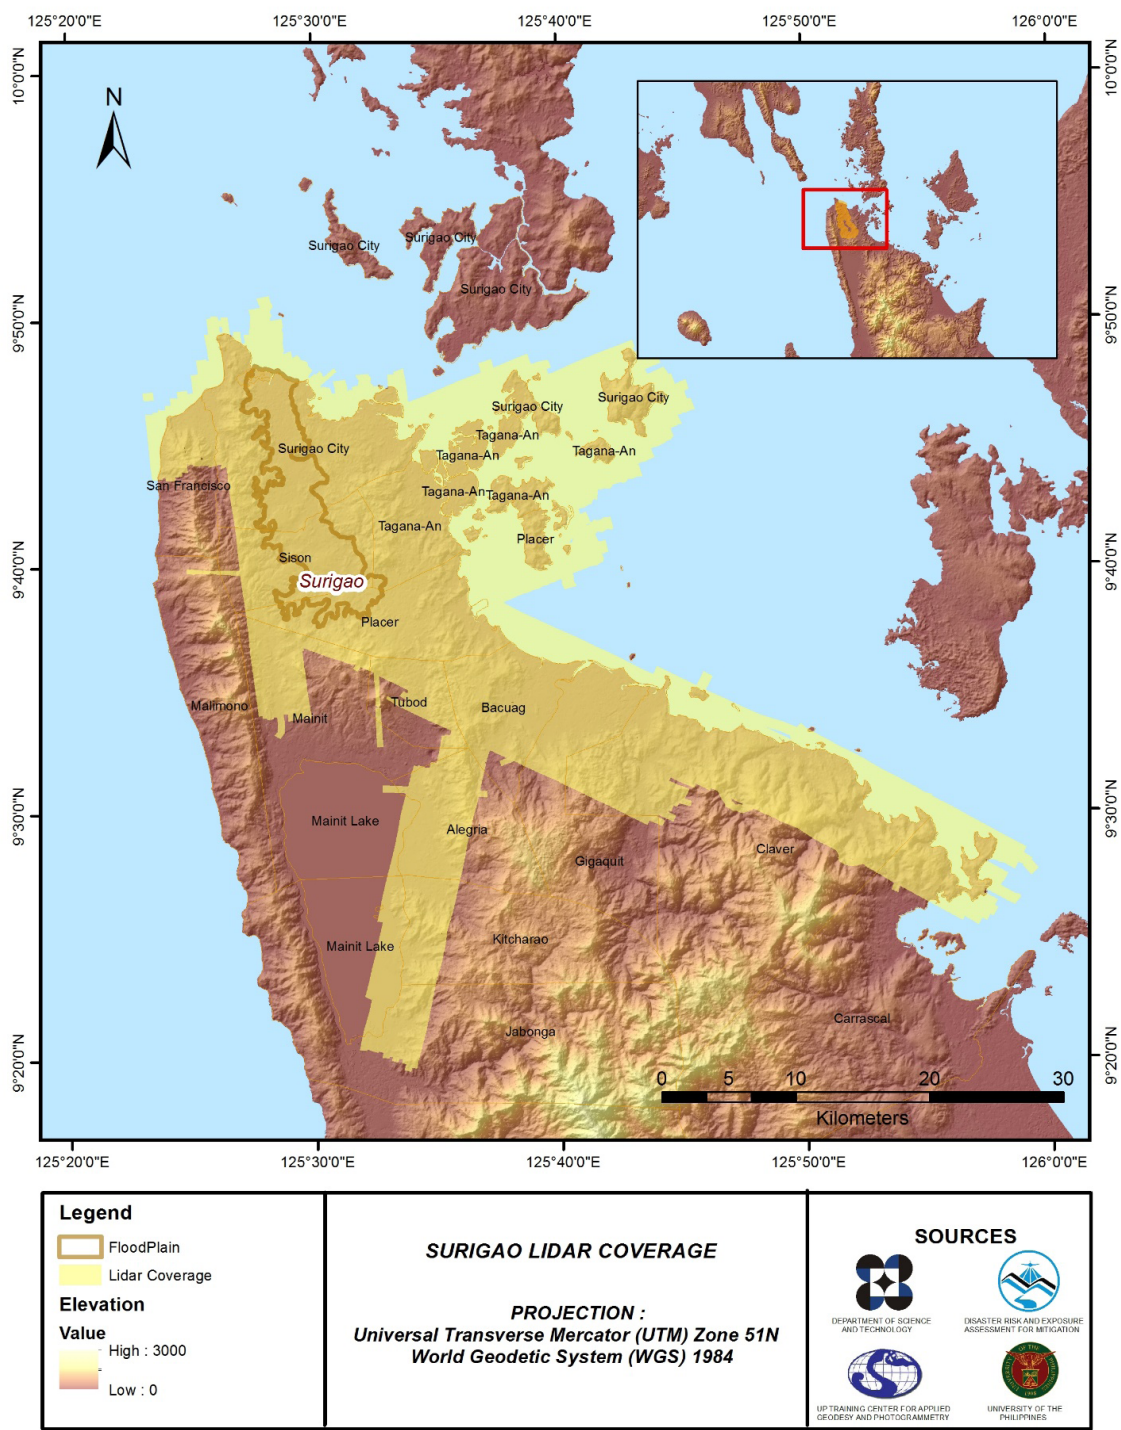 125°20'0"E
125°30'0"E
125°40'0"E
125°50'0"E
126°0'0"E
10°0'0"N
10°0'0"N
N
Surigao City
Surigao City
Surigao City
9°50'0"N
9°50'0"N
Surigao City
Surigao City
Tagana-An
Surigao City
Tagana-An
Tagana-An
San Francisco
Tagana-An
Tagana-An
Tagana-An
Placer
Sison
9°40'0"N
9°40'0"N
Surigao
Placer
Malimono
Mainit
Tubod
Bacuag
9°30'0"N
9°30'0"N
Mainit Lake
Alegria
Claver
Gigaquit
Mainit Lake
Kitcharao
Jabonga
Carrascal
9°20'0"N
9°20'0"N
0 5 10 20 30
Kilometers
125°20'0"E
125°30'0"E
125°40'0"E
125°50'0"E
126°0'0"E
Legend
FloodPlain
Lidar Coverage
Elevation
Value
High : 3000
Low : 0
SURIGAO LIDAR COVERAGE
PROJECTION :
Universal Transverse Mercator (UTM) Zone 51N
World Geodetic System (WGS) 1984
SOURCES
DEPARTMENT OF SCIENCE
AND TECHNOLOGY
DISASTER RISK AND EXPOSURE
ASSESSMENT FOR MITIGATION
UP TRAINING CENTER FOR APPLIED
GEODESY AND PHOTOGRAMMETRY
UNIVERSITY OF THE
PHILIPPINES